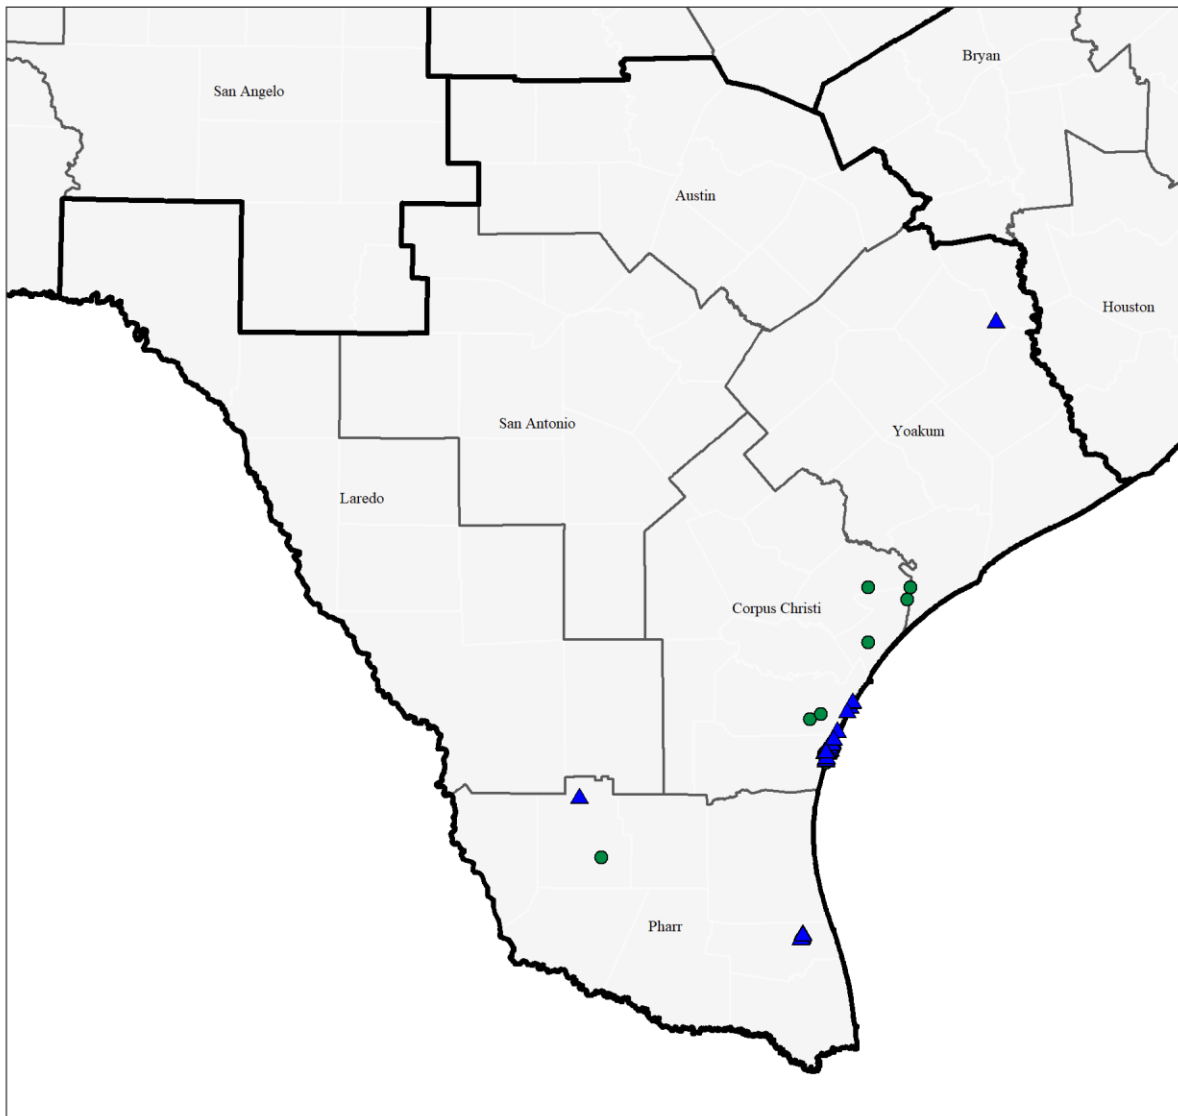 Bryan
San Angelo
Austin
Houston
San Antonio
Yoakum
Laredo
Corpus Christi
Pharr